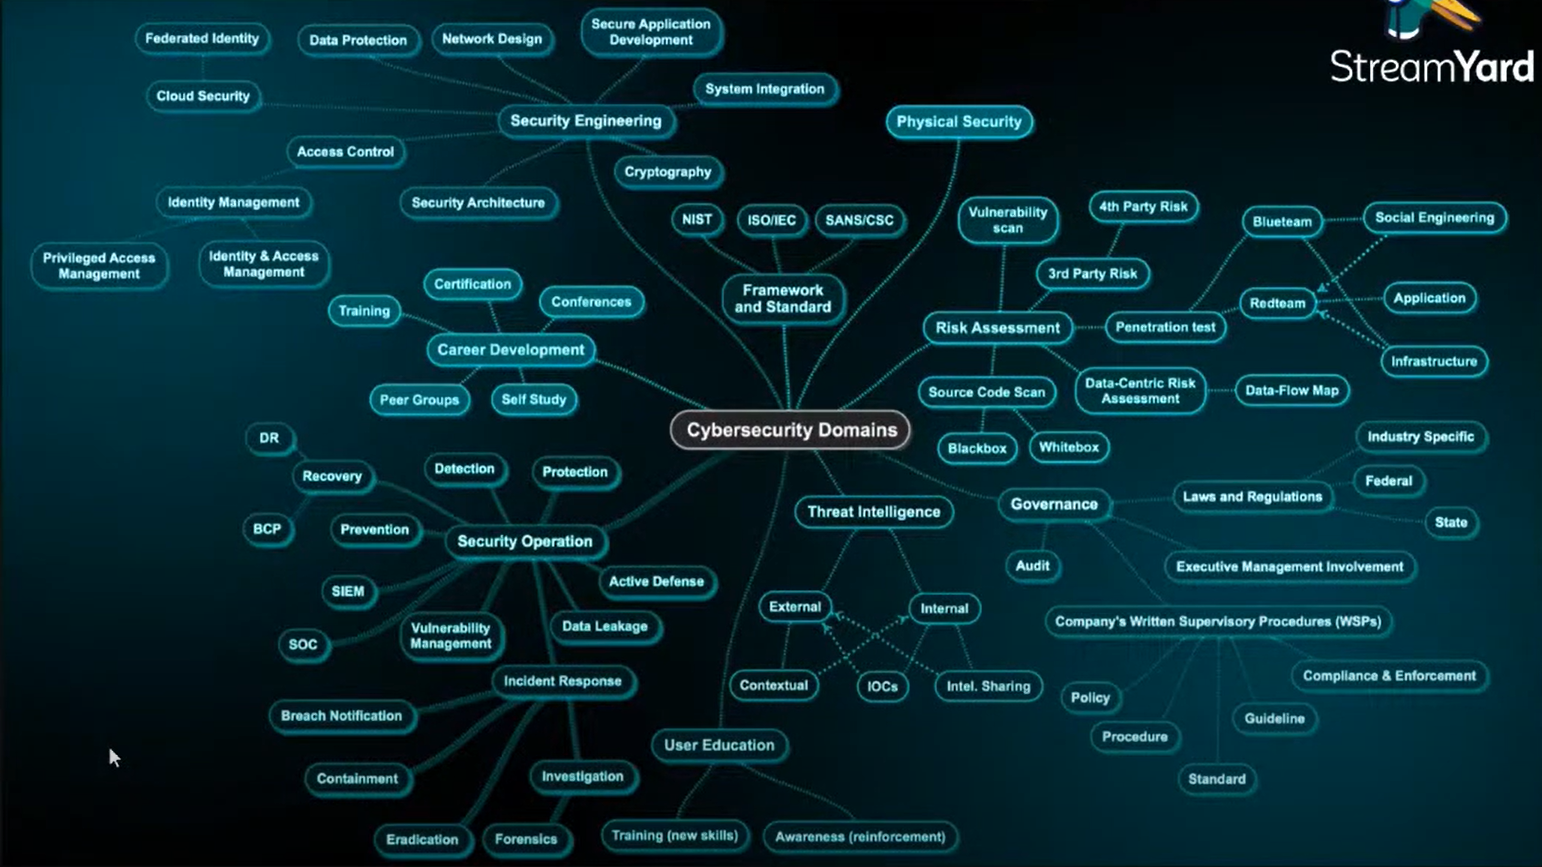 StreamYard
Federated Identity
Data Protection
Network Design
Secure Application
Development
Cloud Security
System Integration
Security Engineering
Physical Security
Access Control
Cryptography
Identity Management
Security Architecture
Privileged Access
Management
Identity & Access
Management
NIST
ISO/IEC
SANS/CSC
Framework
and Standard
Vulnerability
scan
4th Party Risk
3rd Party Risk
Blueteam
Social Engineering
Redteam
Application
Infrastructure
Risk Assessment
Penetration test
Source Code Scan
Data-Centric Risk
Assessment
Data-Flow Map
Blackbox
Whitebox
Certification
Training
Conferences
Career Development
Peer Groups
Self Study
Cybersecurity Domains
DR
Recovery
BCP
Detection
Protection
Prevention
Security Operation
SIEM
Active Defense
SOC
Vulnerability
Management
Data Leakage
Incident Response
Breach Notification
Containment
Investigation
Eradication
Forensics
Threat Intelligence
External
Internal
Contextual
IOCs
Intel. Sharing
User Education
Training (new skills)
Awareness (reinforcement)
Governance
Laws and Regulations
Industry Specific
Federal
State
Audit
Executive Management Involvement
Company's Written Supervisory Procedures (WSPs)
Compliance & Enforcement
Policy
Guideline
Procedure
Standard